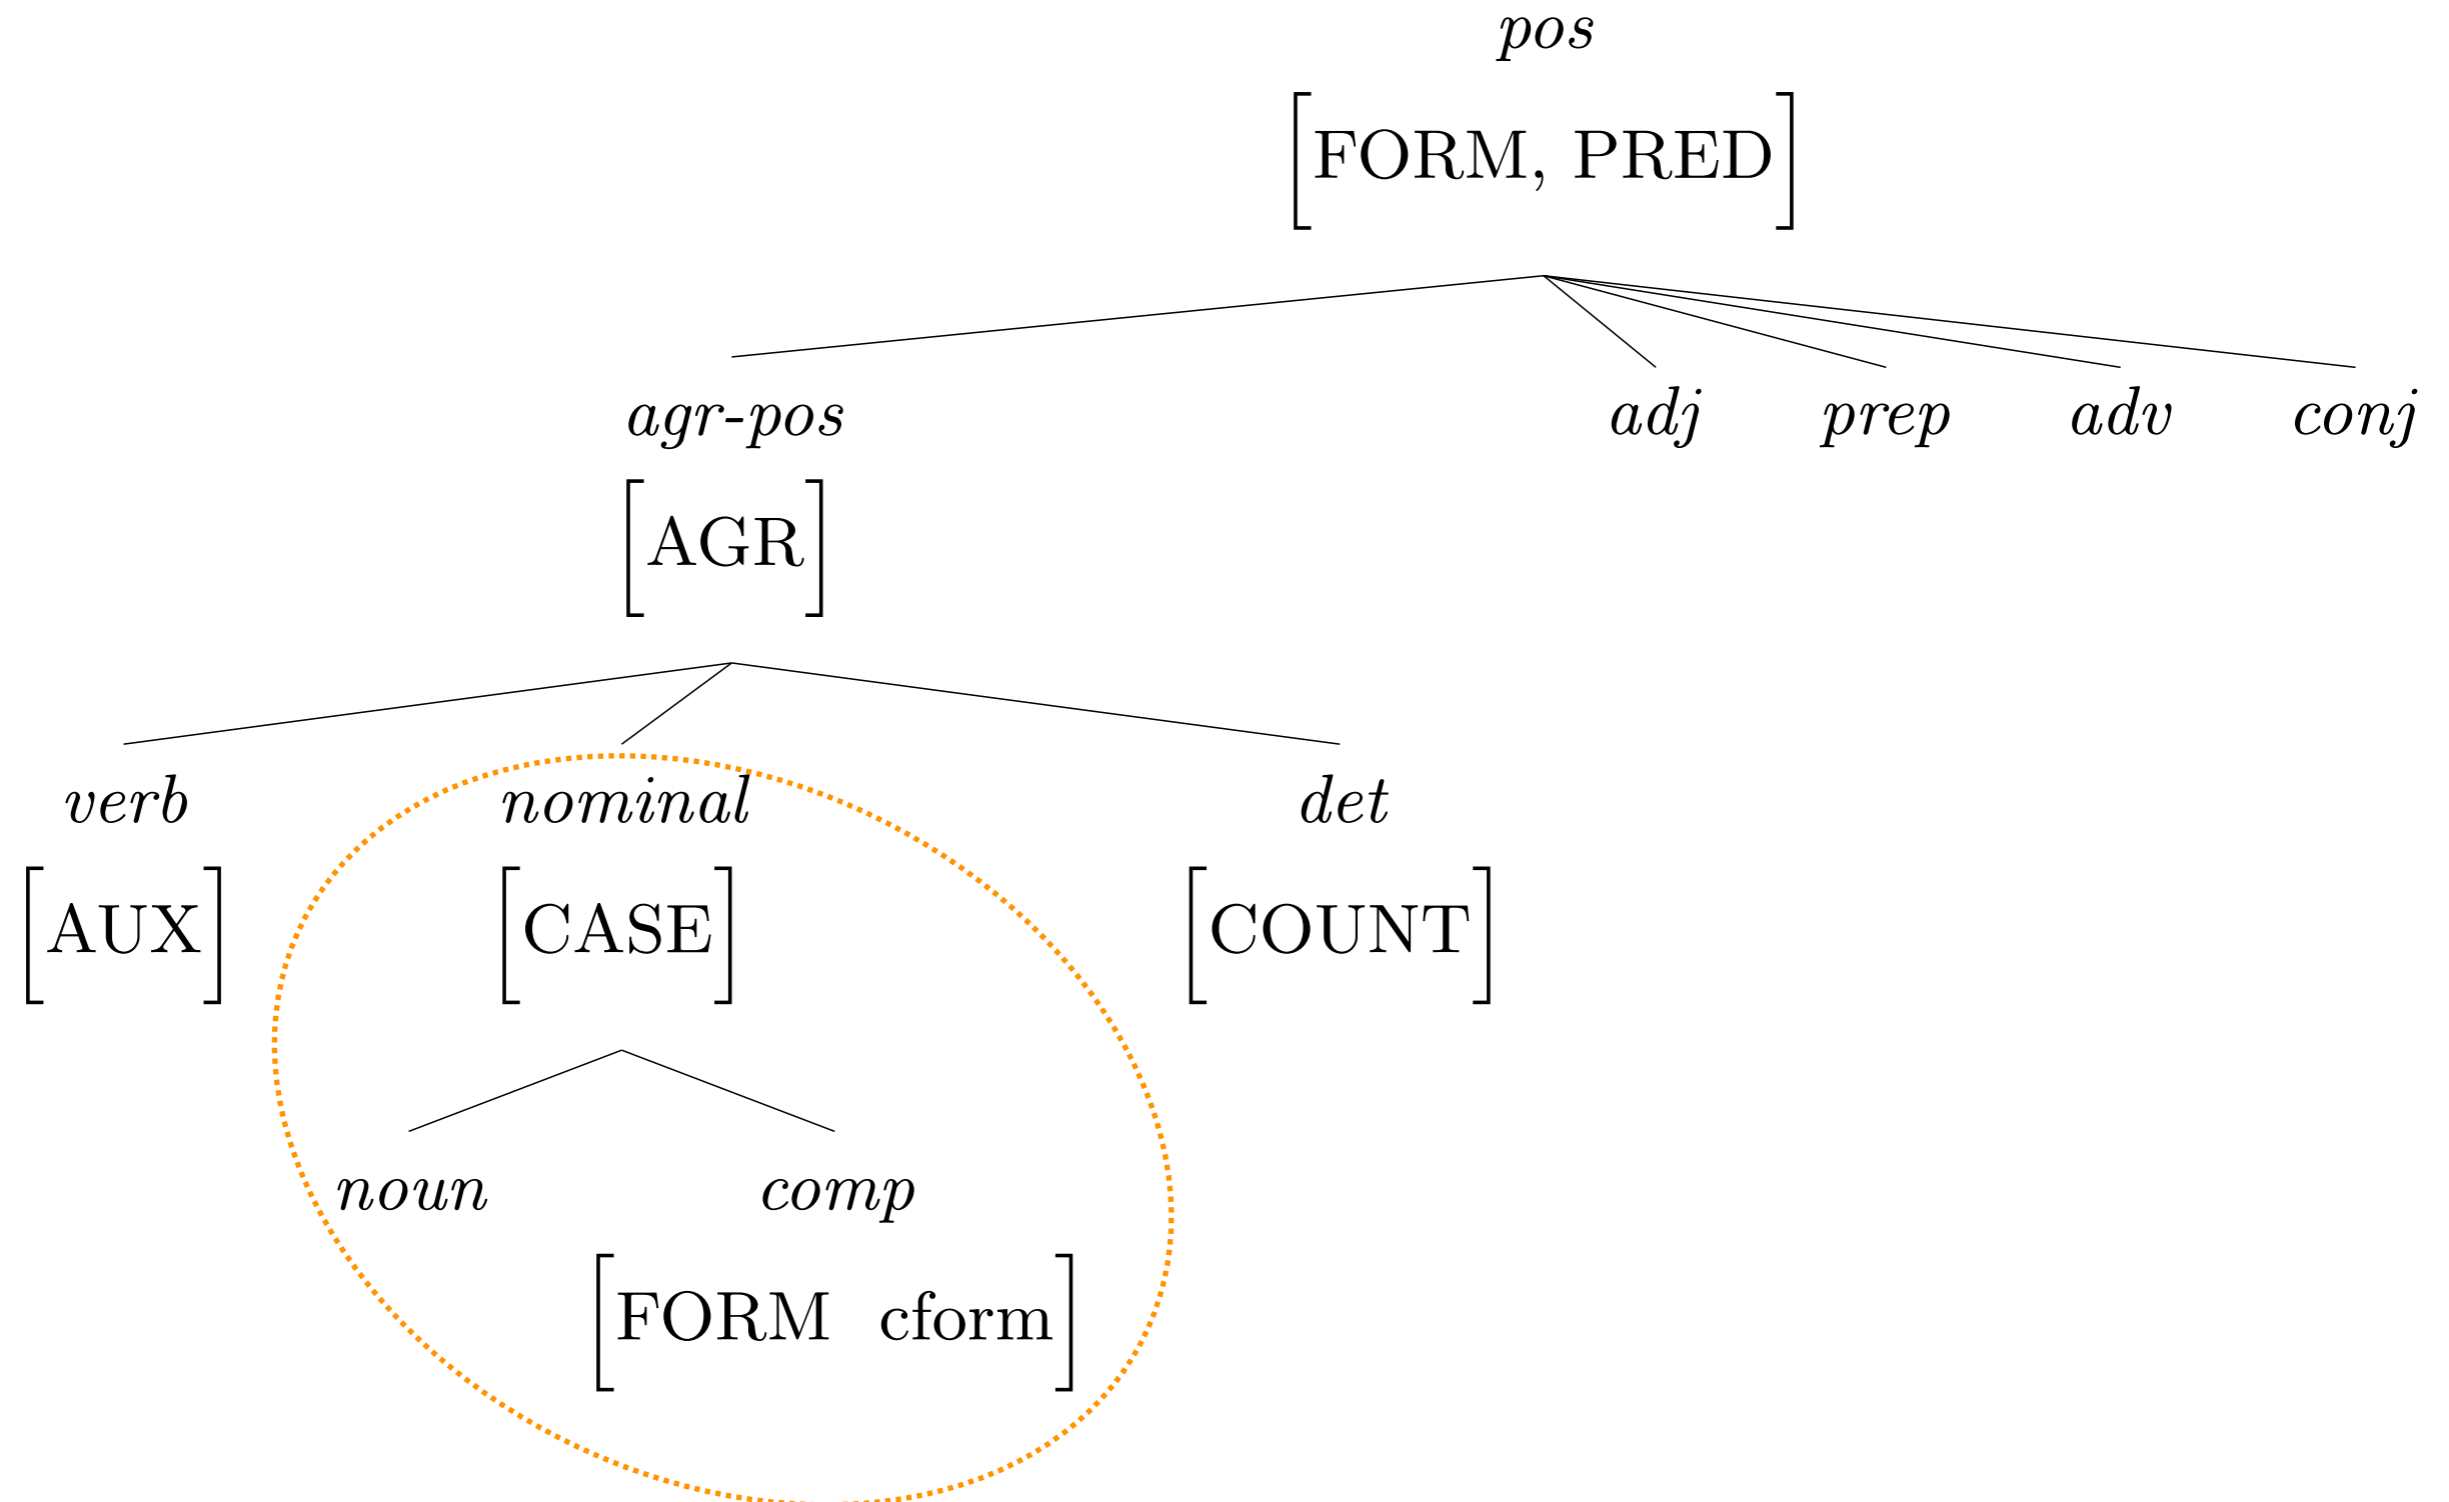 pos
[FORM, PRED]
agr-pos adj prep adv conj
[AGR]
verb nominal det
[AUX] [CASE] [COUNT]
noun comp
[FORM cform]